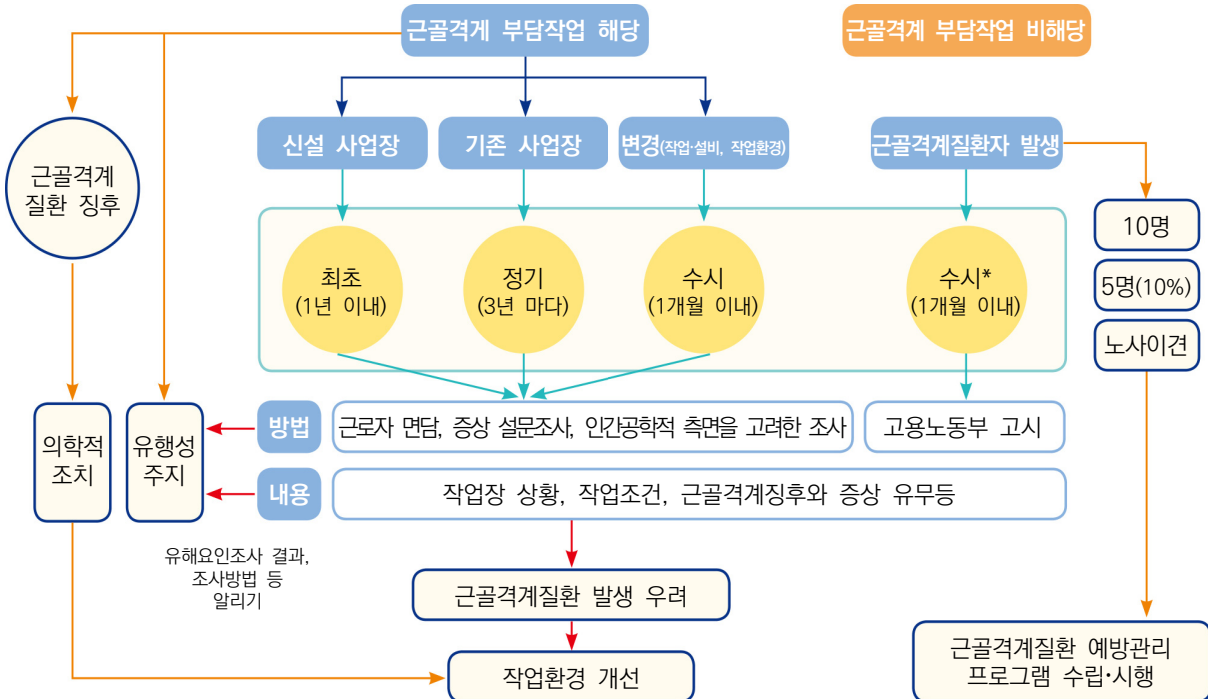 근골격게 부담작업 해당
근골격계 부담작업 비해당
신설 사업장
기존 사업장
변경(작업·설비, 작업환경)
근골격계질환자 발생
근골격계
질환 징후
10명
5명(10%)
노사이견
최초
(1년 이내)
정기
(3년 마다)
수시
(1개월 이내)
수시*
(1개월 이내)
의학적
조치
유행성
주지
방법
근로자 면담, 증상 설문조사, 인간공학적 측면을 고려한 조사
고용노동부 고시
내용
작업장 상황, 작업조건, 근골격계징후와 증상 유무등
유해요인조사 결과,
조사방법 등
알리기
근골격계질환 발생 우려
작업환경 개선
근골격계질환 예방관리
프로그램 수립·시행